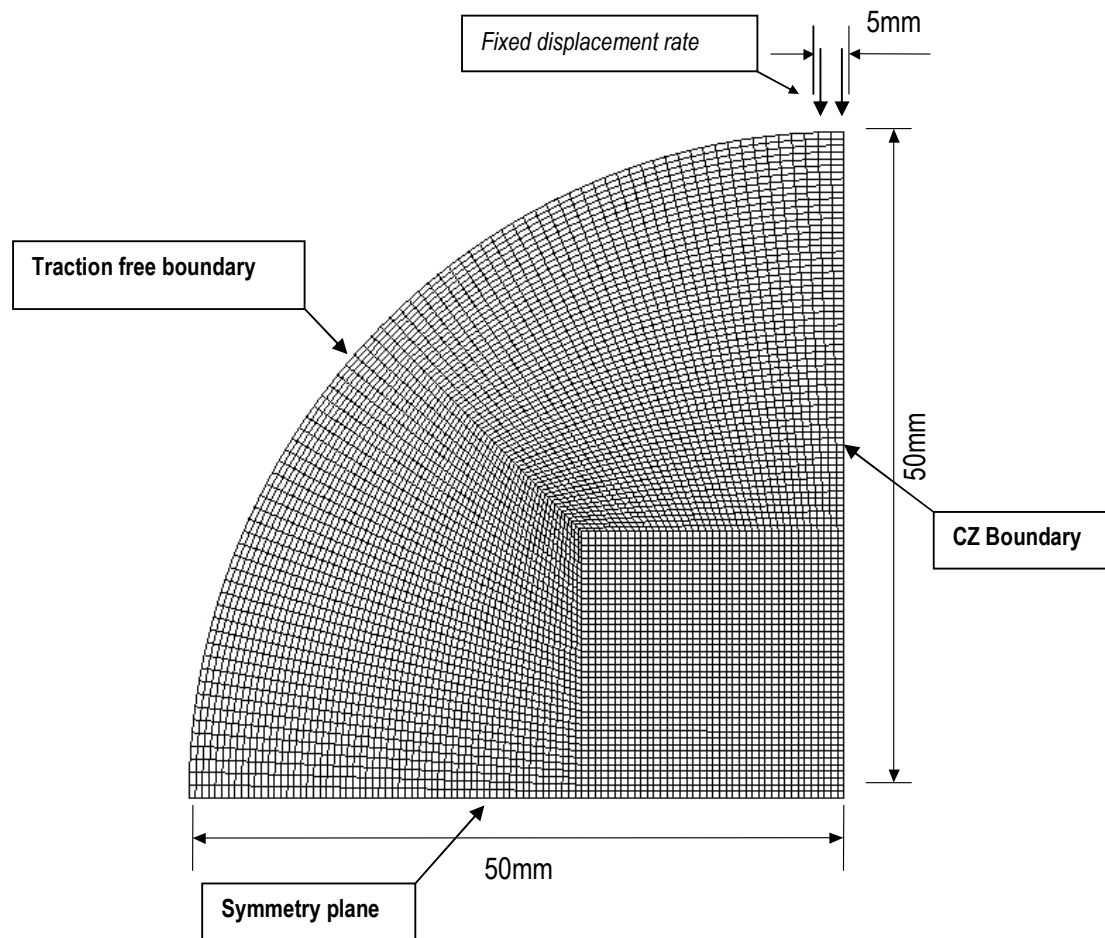 5mm
Fixed displacement rate
Traction free boundary
50mm
CZ Boundary
50mm
Symmetry plane